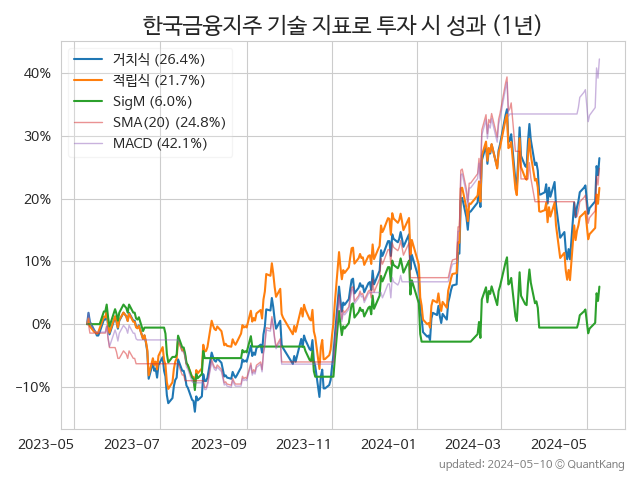 한국금융지주 기술 지표로 투자 시 성과 (1년)
거치식 (26.4%)
적립식 (21.7%)
SigM (6.0%)
SMA(20) (24.8%)
MACD (42.1%)
40%
30%
20%
10%
0%
−10%
2023-05 2023-07 2023-09 2023-11 2024-01 2024-03 2024-05
updated: 2024-05-10 © QuantKang